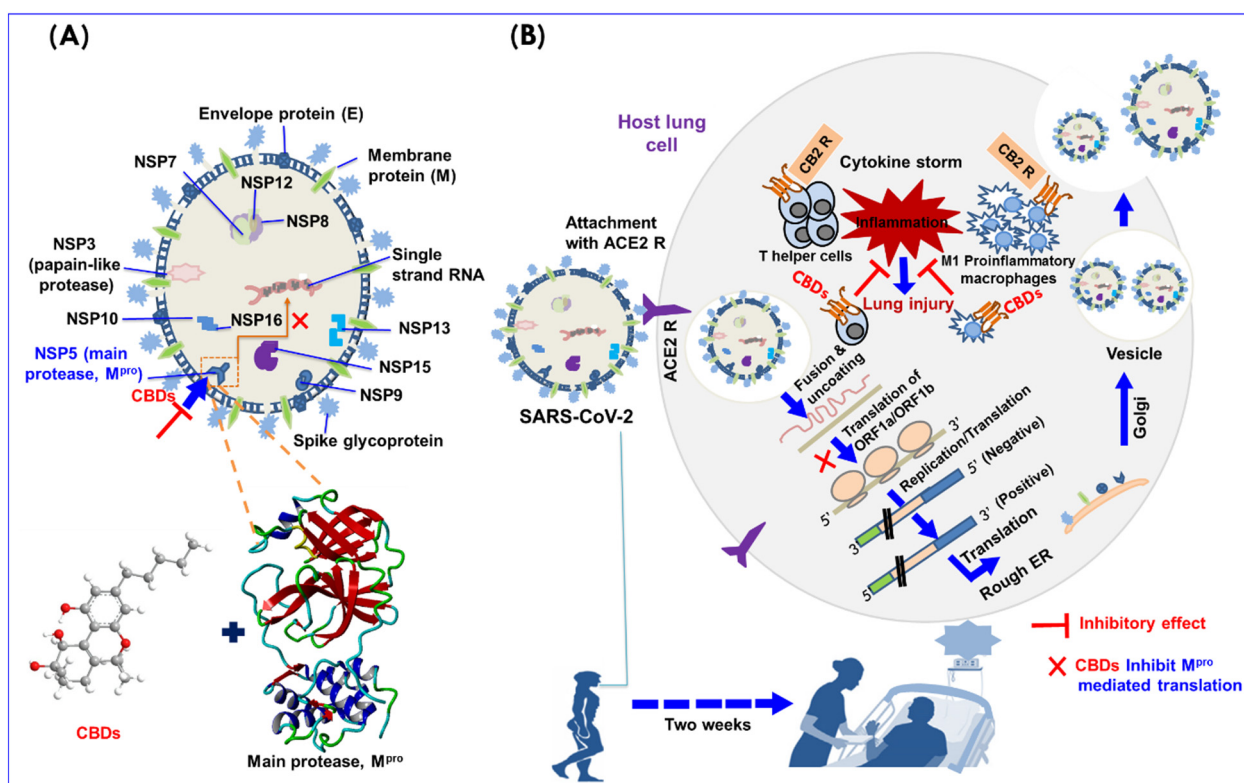 (A)
Envelope protein (E)
NSP7
NSP12
Membrane
protein (M)
NSP8
NSP3
(papain-like
protease)
Single
strand RNA
NSP10
NSP16
NSP13
NSP5 (main
protease, Mpro)
NSP15
CBDs
NSP9
Spike glycoprotein
CBDs
Main protease, Mpro
(B)
Host lung
cell
CB2 R
Cytokine storm
CB2 R
Inflammation
Attachment
with ACE2 R
T helper cells
M1 Proinflammatory
macrophages
CBDs
Lung injury
CBDs
ACE2 R
SARS-CoV-2
Fusion &
uncoating
Translation of
ORF1a/ORF1b
3'
5'
Replication/Translation
5' (Negative)
3'
3' (Positive)
5'
Translation
Rough ER
Golgi
Vesicle
Inhibitory effect
CBDs Inhibit Mpro
mediated translation
Two weeks